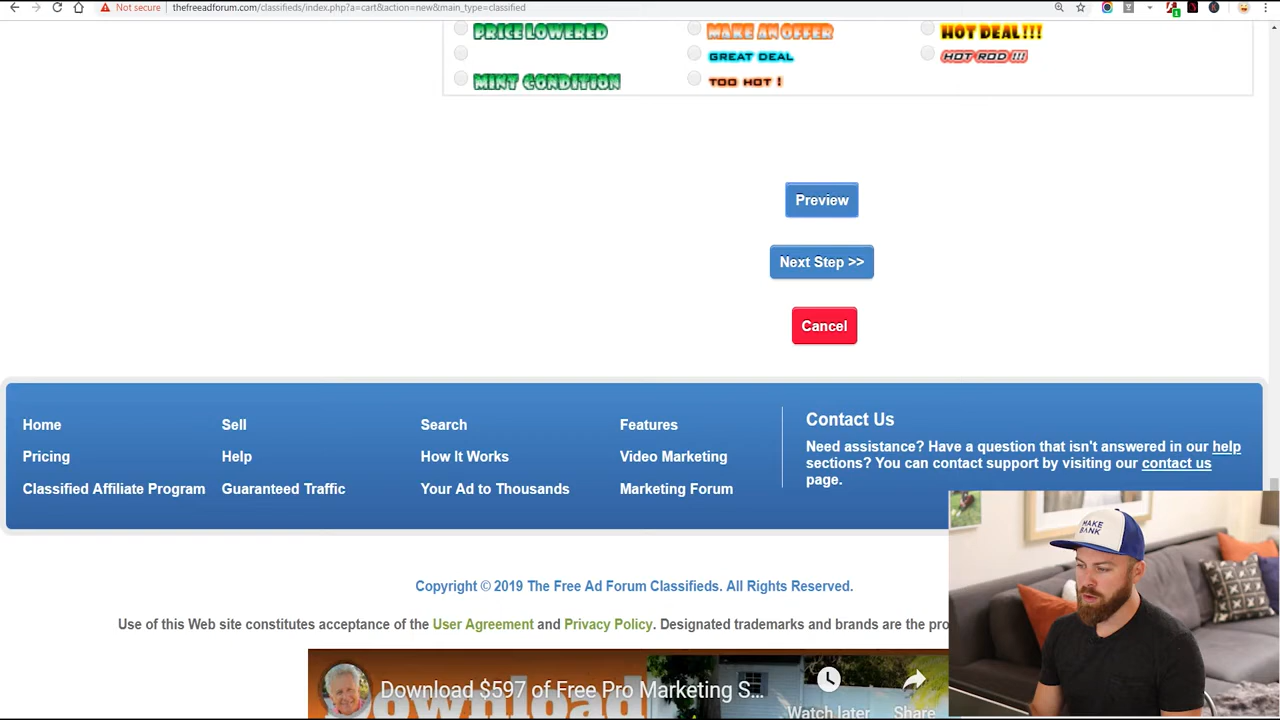 Not secure
thefreeadforum.com/classifieds/index.php?a=cart&action=new&main_type=classified
1
PRICE LOWERED
MAKE AN OFFER
HOT DEAL!!!
GREAT DEAL
HOT ROD !!!
MINT CONDITION
TOO HOT !
Preview
Next Step >>
Cancel
Home
Sell
Search
Features
Pricing
Help
How It Works
Video Marketing
Classified Affiliate Program
Guaranteed Traffic
Your Ad to Thousands
Marketing Forum
Contact Us
Need assistance? Have a question that isn't answered in our help
sections? You can contact support by visiting our contact us
page.
MAKE
BANK
Copyright © 2019 The Free Ad Forum Classifieds. All Rights Reserved.
Use of this Web site constitutes acceptance of the User Agreement and Privacy Policy. Designated trademarks and brands are the pro
Download $597 of Free Pro Marketing S...
Watch later
Share
Download